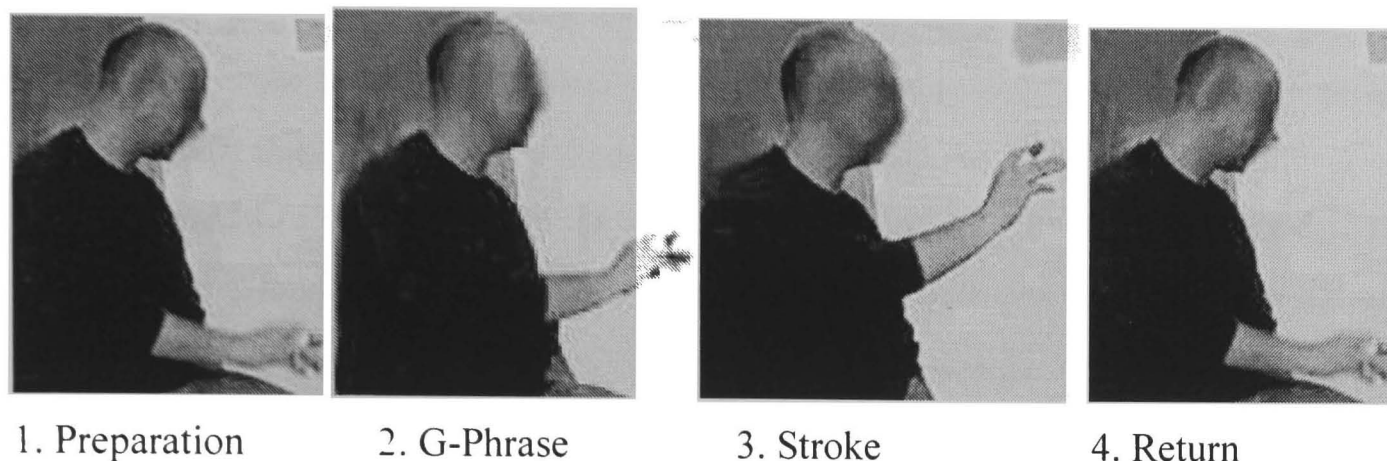 1. Preparation
2. G-Phrase
3. Stroke
4. Return